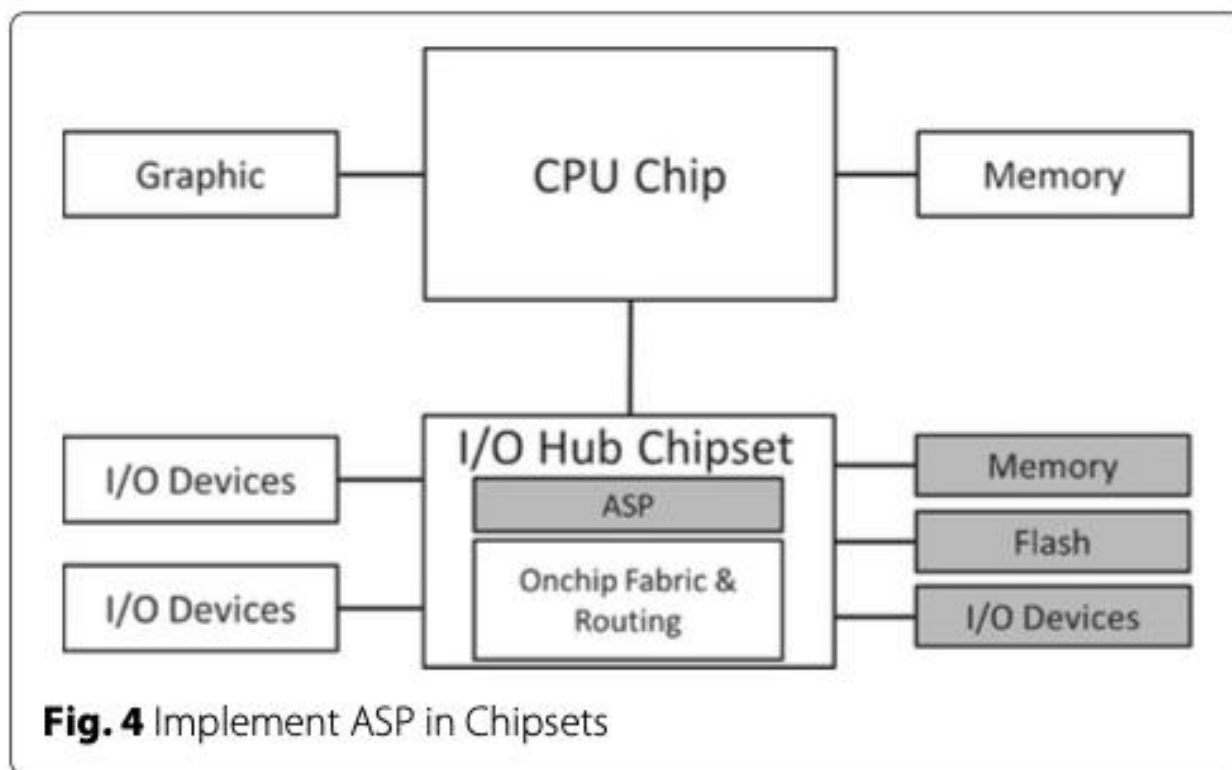 Graphic
CPU Chip
Memory
I/O Devices
I/O Devices
I/O Hub Chipset
ASP
Onchip Fabric &
Routing
Memory
Flash
I/O Devices
Fig. 4 Implement ASP in Chipsets